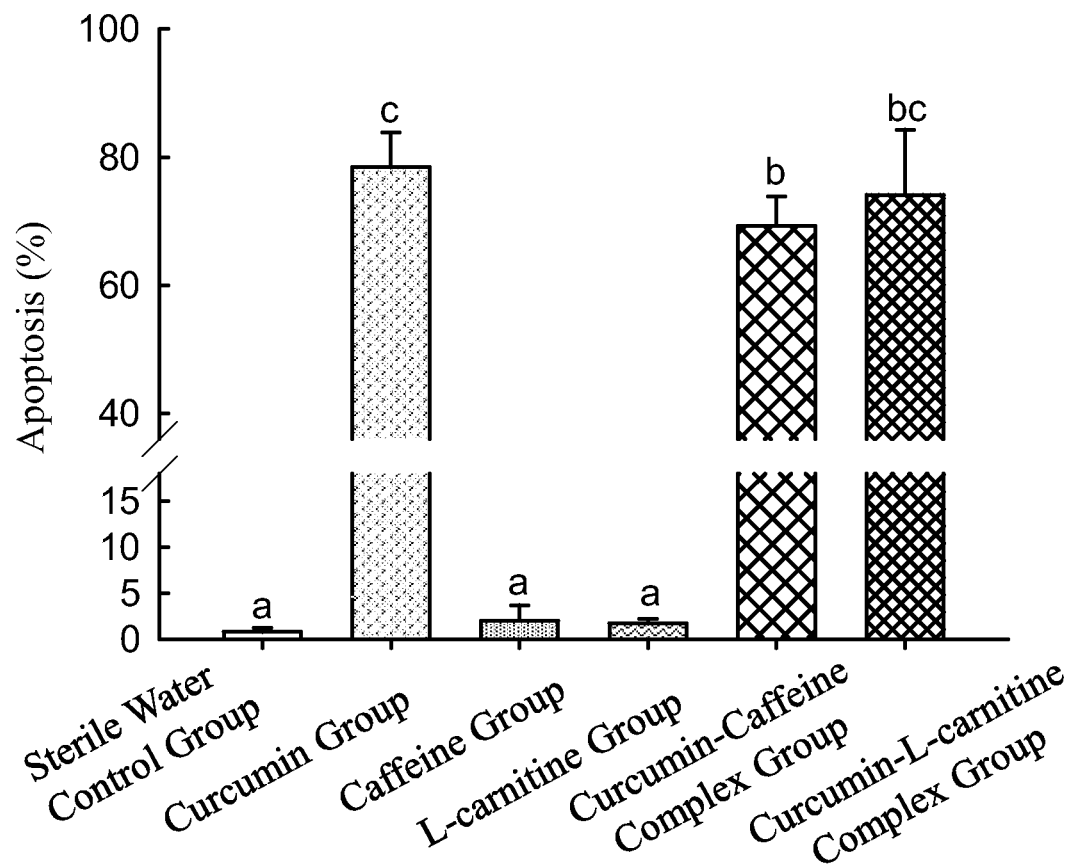 100
80
60
40
15
10
5
0
Apoptosis (%)
a
c
a
a
b
bc
Sterile Water
Control Group
Curcumin Group
Caffeine Group
L-carnitine Group
Curcumin-Caffeine
Complex Group
Curcumin-L-carnitine
Complex Group